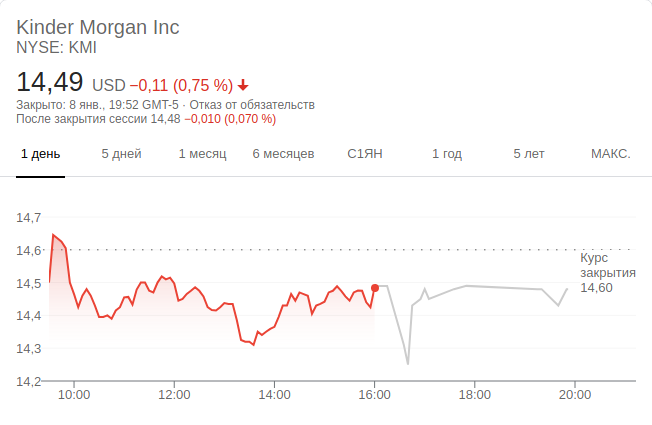 Kinder Morgan Inc
NYSE: KMI
14,49 USD −0,11 (0,75 %)
Закрыто: 8 янв., 19:52 GMT-5 · Отказ от обязательств
После закрытия сессии 14,48 −0,010 (0,070 %)
1 день 5 дней 1 месяц 6 месяцев С1ЯН 1 год 5 лет МАКС.
14,7
14,6
Курс
закрытия
14,60
14,5
14,4
14,3
14,2
10:00 12:00 14:00 16:00 18:00 20:00